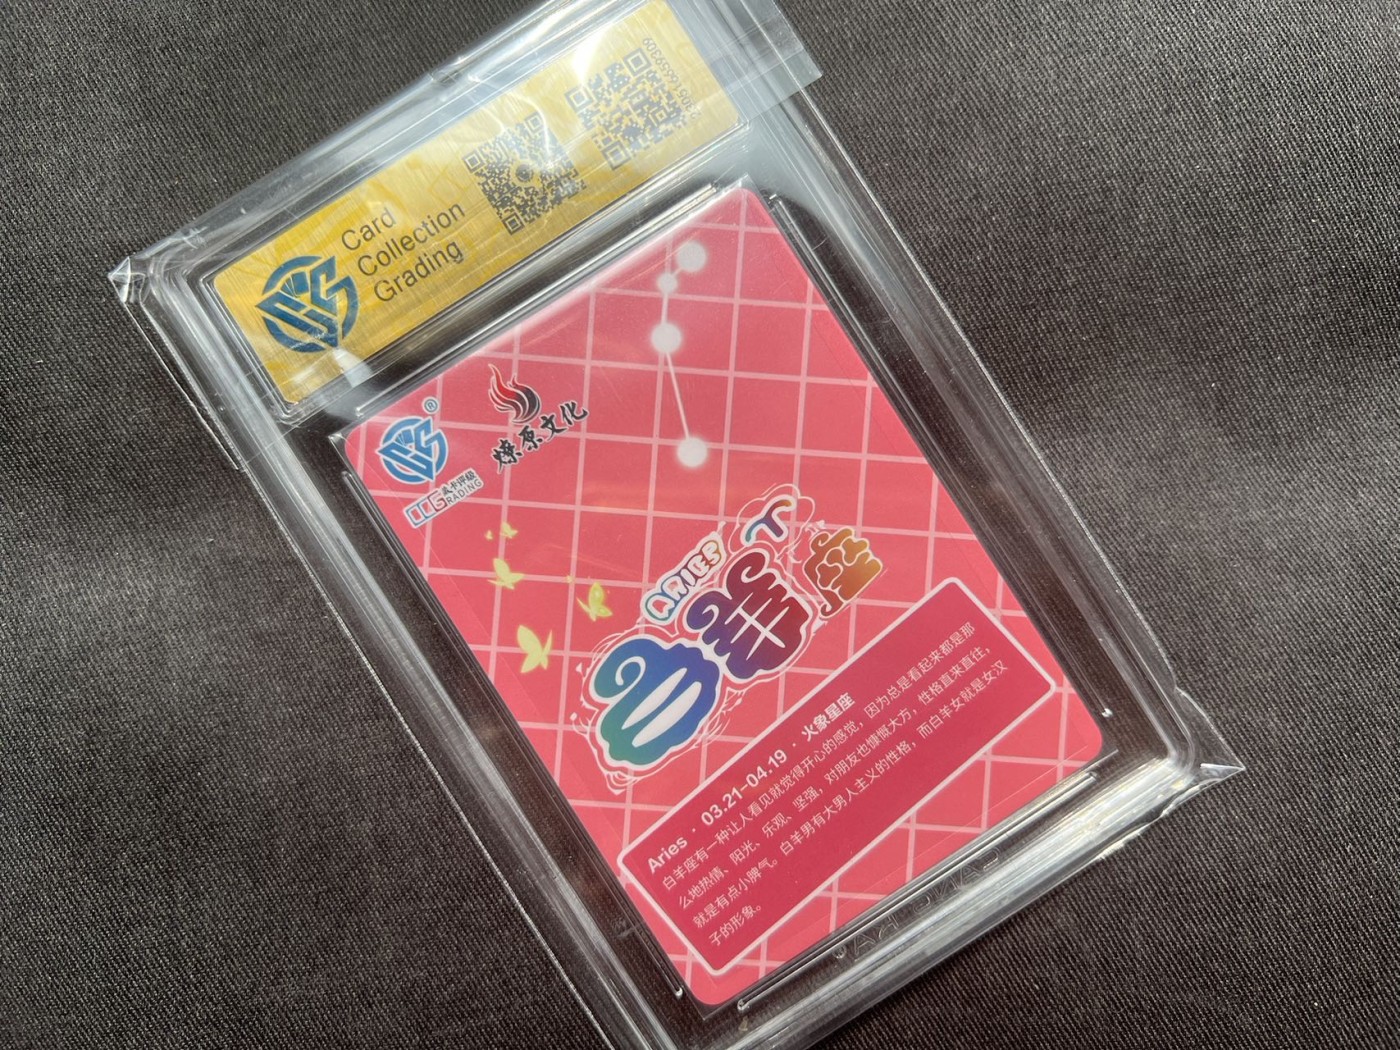 Card
Collection
Grading
®
燎原文化
CCG 文卡评级
GRADING
ARIES
白羊座
Aries · 03.21-04.19 · 火象星座
白羊座有一种让人看见就觉得开心的感觉，因为总是看起来都是那
么地热情、阳光、乐观、坚强，对朋友也慷慨大方，性格直来直往，
就是有点小脾气。白羊男有大男人主义的性格，而白羊女就是女汉
子的形象。